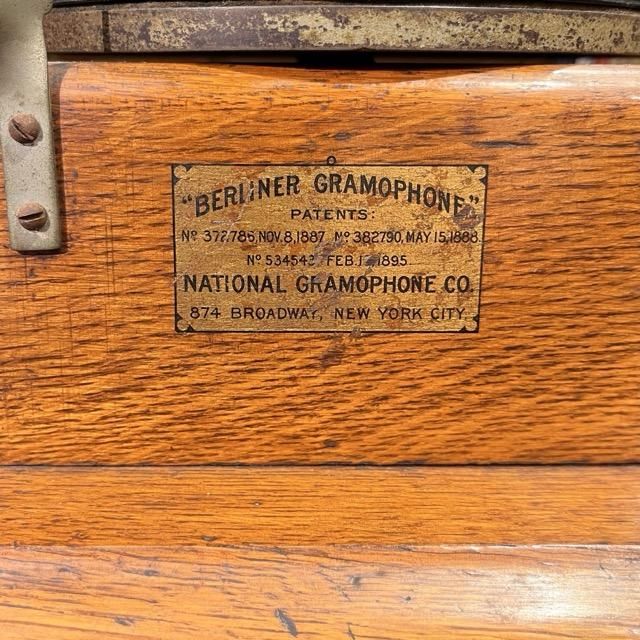 "BERLINER GRAMOPHONE"
PATENTS:
No 372,786, NOV. 8, 1887. No 382790, MAY 15, 1888.
No 534543. FEB. 1 1895.
NATIONAL GRAMOPHONE CO.
874 BROADWAY, NEW YORK CITY.